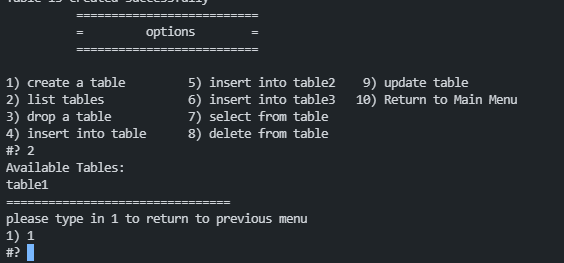 Table is created successfully
==========================
= options =
==========================
1) create a table 5) insert into table2 9) update table
2) list tables 6) insert into table3 10) Return to Main Menu
3) drop a table 7) select from table
4) insert into table 8) delete from table
#? 2
Available Tables:
table1
================================
please type in 1 to return to previous menu
1) 1
#?